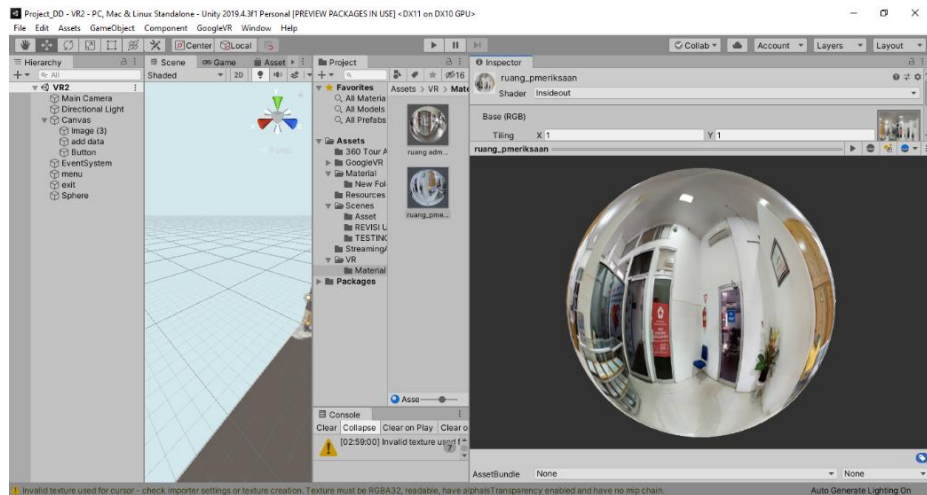 Project_DD - VR2 - PC, Mac & Linux Standalone - Unity 2019.4.3f1 Personal [PREVIEW PACKAGES IN USE] <DX11 on DX10 GPU>
File Edit Assets GameObject Component GoogleVR Window Help
Center Local Collab Account Layers Layout
Hierarchy
All
VR2
Main Camera
Directional Light
Canvas
Image (3)
add data
Button
EventSystem
menu
exit
Sphere
Scene Game Asset
Shaded 2D
Persp
Project
16
Favorites
All Materia
All Models
All Prefabs
Assets
360 Tour A
GoogleVR
Material
New Fol
Resources
Scenes
Asset
REVISI U
TESTING
StreamingA
VR
Material
Packages
Assets > VR > Mate
ruang adm...
ruang_pme...
Asse
Console
Clear Collapse Clear on Play Clear o
[02:59:00] Invalid texture used f
7
Inspector
ruang_pmeriksaan
Shader Insideout
Base (RGB)
Tiling X 1 Y 1
ruang_pmeriksaan
AssetBundle None None
Invalid texture used for cursor - check importer settings or texture creation. Texture must be RGBA32, readable, have alphaIsTransparency enabled and have no mip chain.
Auto Generate Lighting On